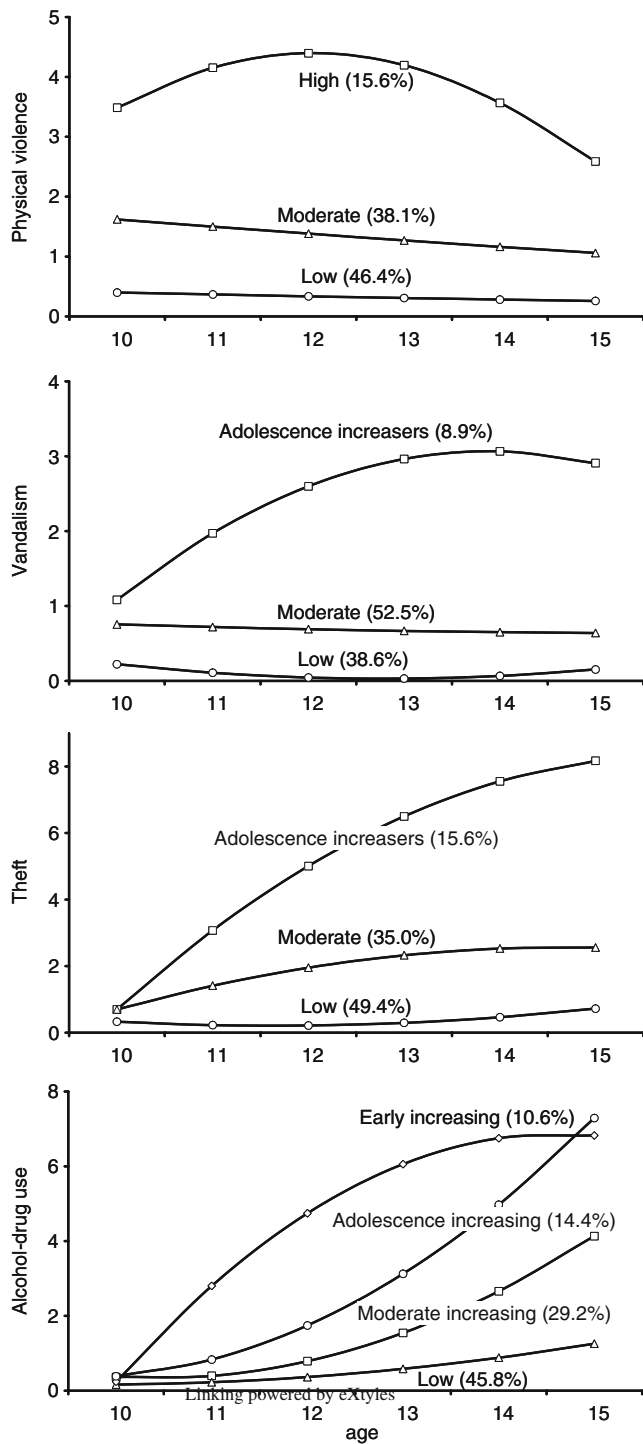 5
High (15.6%)
4
3
Physical violence
2
Moderate (38.1%)
1
Low (46.4%)
0
10 11 12 13 14 15
4
Adolescence increasers (8.9%)
3
Vandalism
2
1
Moderate (52.5%)
Low (38.6%)
0
10 11 12 13 14 15
8
6
Adolescence increasers (15.6%)
Theft
4
Moderate (35.0%)
2
Low (49.4%)
0
10 11 12 13 14 15
8
Early increasing (10.6%)
6
Adolescence increasing (14.4%)
Alcohol-drug use
4
Moderate increasing (29.2%)
2
Low (45.8%)
0
Linking powered by eXtyles
10 11 12 13 14 15
age